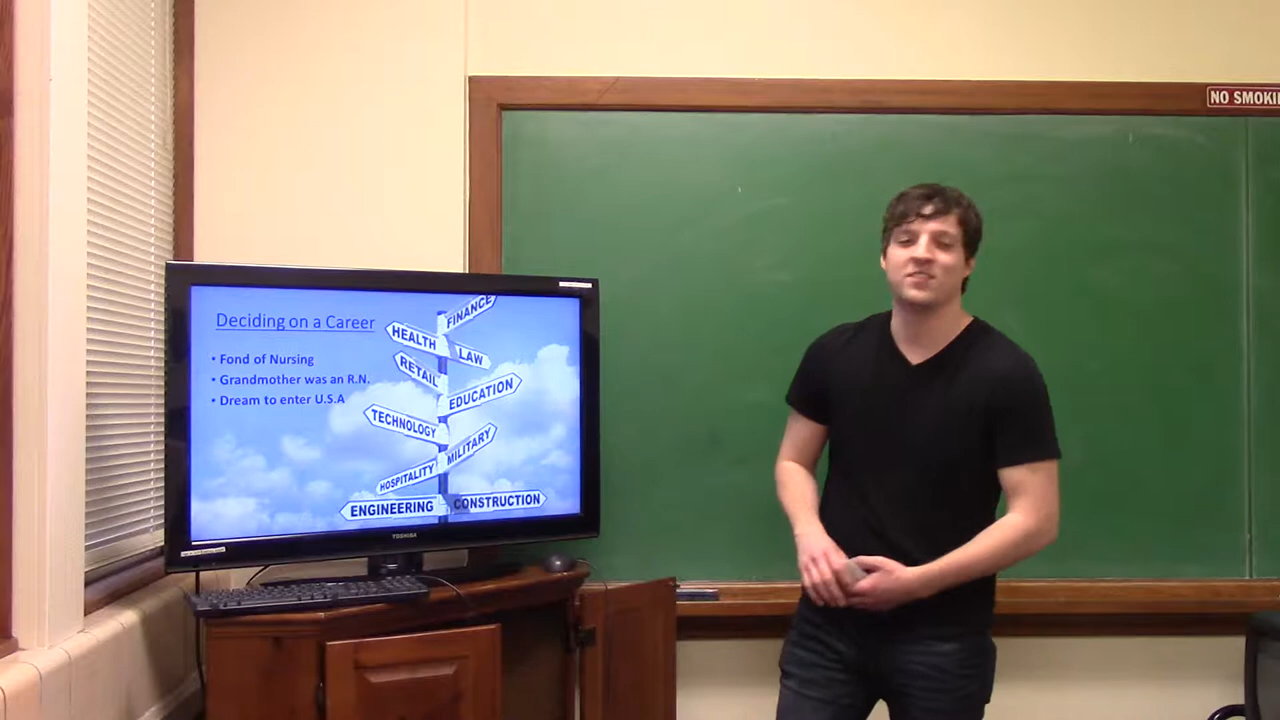 NO SMOKI
Deciding on a Career
• Fond of Nursing
• Grandmother was an R.N.
• Dream to enter U.S.A
FINANCE
HEALTH
LAW
RETAIL
EDUCATION
TECHNOLOGY
MILITARY
HOSPITALITY
ENGINEERING
CONSTRUCTION
TOSHIBA